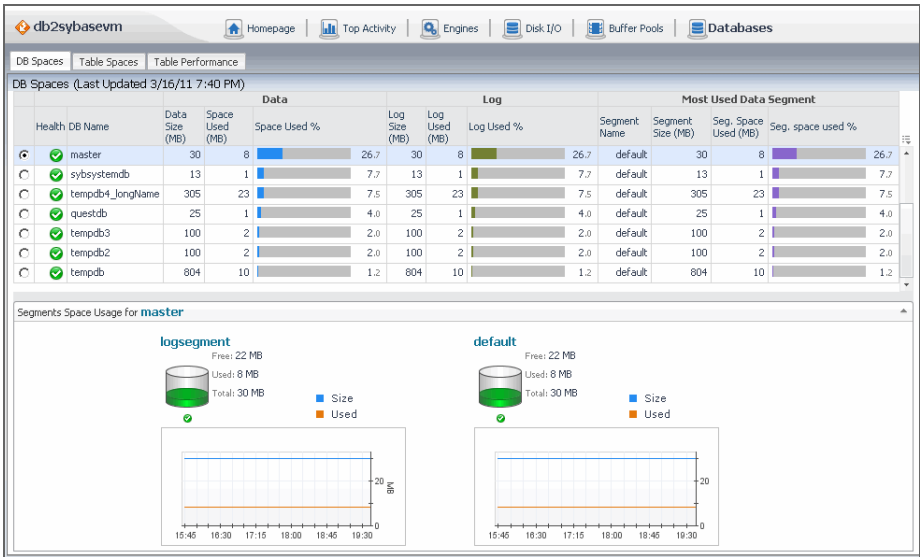 db2sybasevm Homepage Top Activity Engines Disk I/O Buffer Pools Databases
DB Spaces Table Spaces Table Performance
DB Spaces (Last Updated 3/16/11 7:40 PM)
Data Log Most Used Data Segment
Health DB Name Data Size (MB) Space Used (MB) Space Used % Log Size (MB) Log Used (MB) Log Used % Segment Name Segment Size (MB) Seg. Space Used (MB) Seg. space used %
master 30 8 26.7 30 8 26.7 default 30 8 26.7
sybsystemdb 13 1 7.7 13 1 7.7 default 13 1 7.7
tempdb4_longName 305 23 7.5 305 23 7.5 default 305 23 7.5
questdb 25 1 4.0 25 1 4.0 default 25 1 4.0
tempdb3 100 2 2.0 100 2 2.0 default 100 2 2.0
tempdb2 100 2 2.0 100 2 2.0 default 100 2 2.0
tempdb 804 10 1.2 804 10 1.2 default 804 10 1.2
Segments Space Usage for master
logsegment
Free: 22 MB
Used: 8 MB
Total: 30 MB
Size
Used
20
MB
0
15:45 16:30 17:15 18:00 18:45 19:30
default
Free: 22 MB
Used: 8 MB
Total: 30 MB
Size
Used
20
0
15:45 16:30 17:15 18:00 18:45 19:30